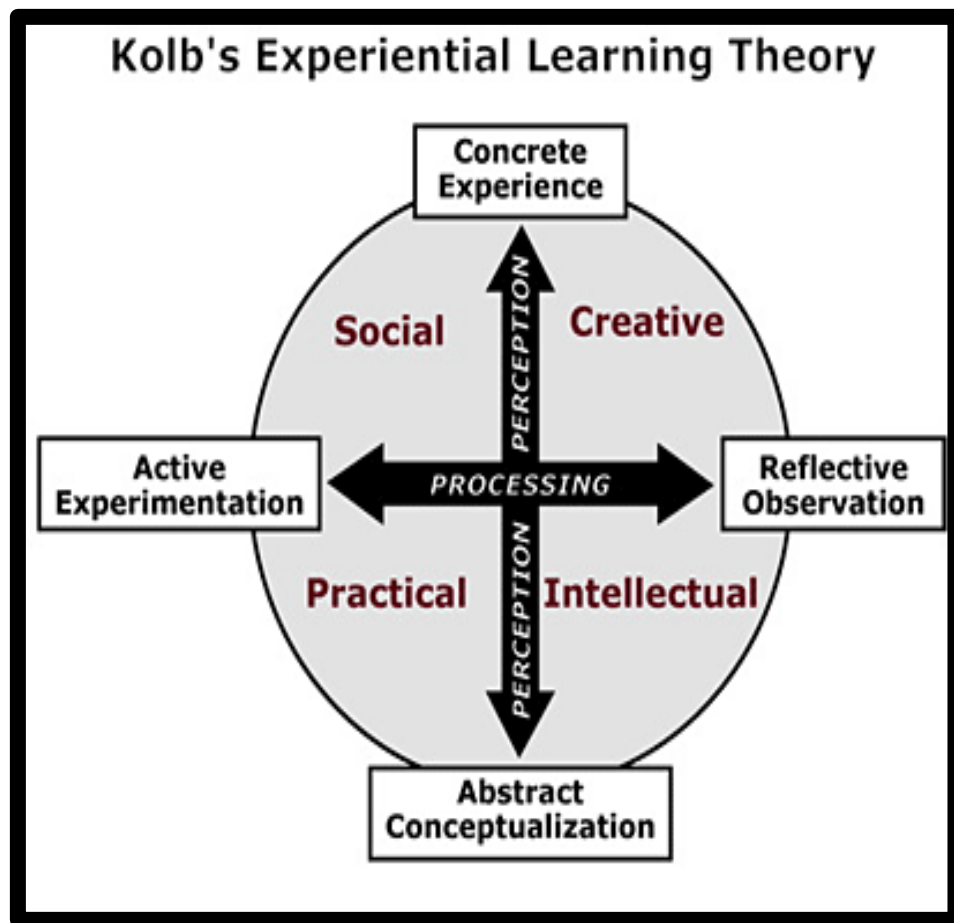 Kolb's Experiential Learning Theory
Concrete
Experience
PERCEPTION
Social
Creative
Active
Experimentation
PROCESSING
Reflective
Observation
Practical
Intellectual
PERCEPTION
Abstract
Conceptualization